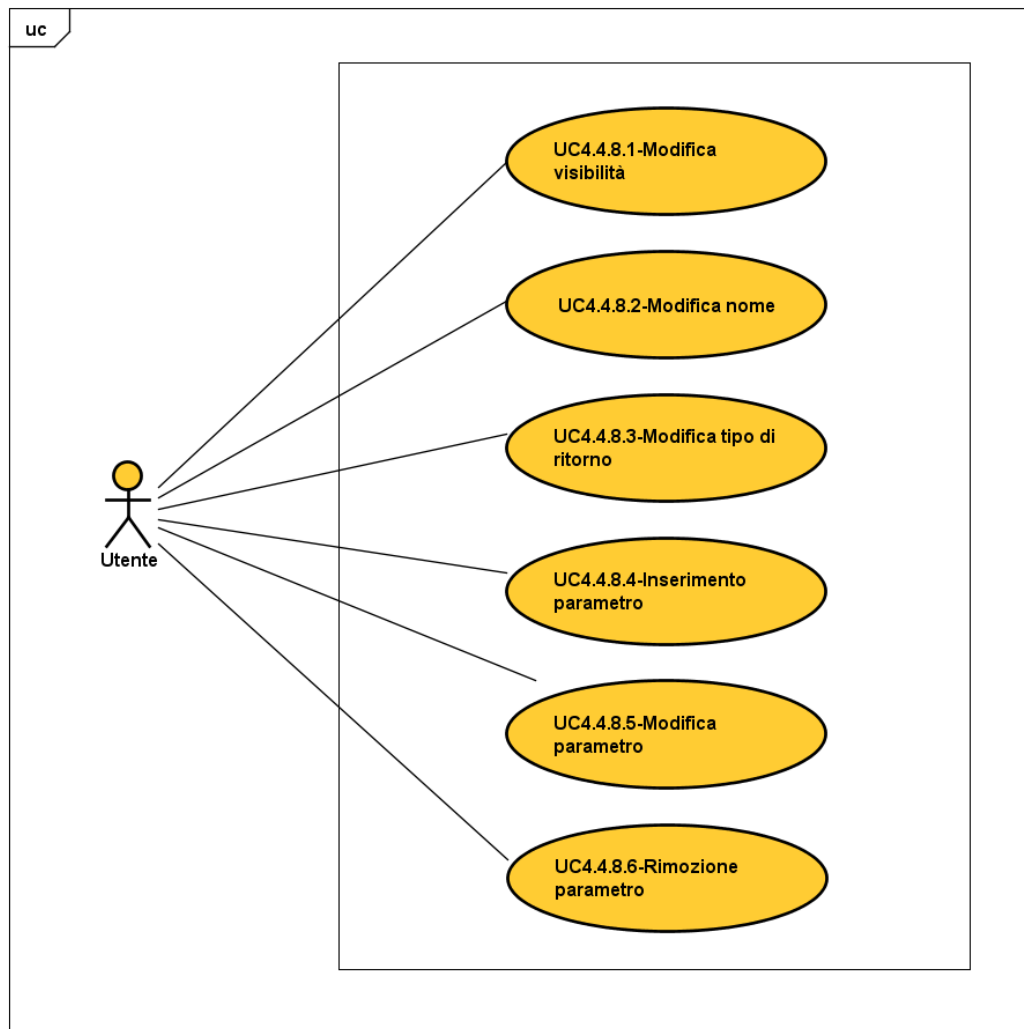 uc
UC4.4.8.1-Modifica
visibilità
UC4.4.8.2-Modifica nome
UC4.4.8.3-Modifica tipo di
ritorno
Utente
UC4.4.8.4-Inserimento
parametro
UC4.4.8.5-Modifica
parametro
UC4.4.8.6-Rimozione
parametro